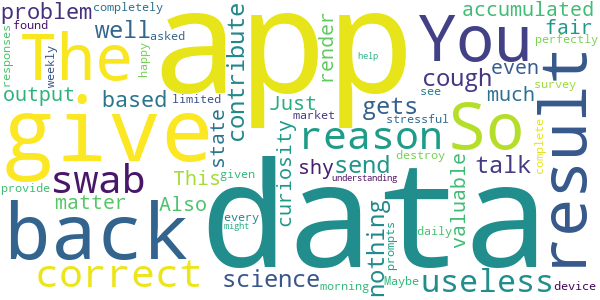 problem
completely
found
responses
weekly
happy
asked
well
The
app
contribute
render
You
accumulated
fair
even
perfectly
output
based
limited
give
cough
much
survey
gets
result
Just
market
see
stressful
So
state
reason
This
shy
send
destroy
talk
complete
swab
curiosity
help
matter
Also
given
understanding
valuable
provide
every
might
back
data
nothing
prompts
daily
Maybe
useless
correct
science
morning
device